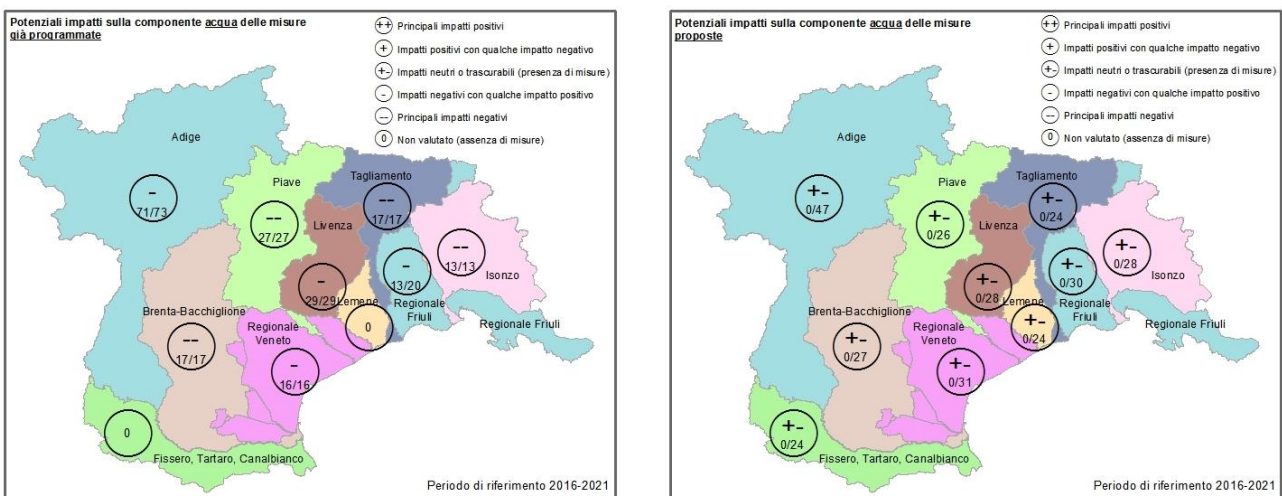 Potenziali impatti sulla componente acqua delle misure
già programmate
++ Principali impatti positivi
+ Impatti positivi con qualche impatto negativo
+- Impatti neutri o trascurabili (presenza di misure)
- Impatti negativi con qualche impatto positivo
-- Principali impatti negativi
0 Non valutato (assenza di misure)
Adige
-
71/73
Piave
--
27/27
Tagliamento
--
17/17
Livenza
-
29/29
Lemene
0
-
13/20
Regionale
Friuli
--
13/13
Isonzo
Regionale Friuli
Brenta-Bacchiglione
--
17/17
Regionale
Veneto
-
16/16
0
Fissero, Tartaro, Canalbianco
Periodo di riferimento 2016-2021
Potenziali impatti sulla componente acqua delle misure
proposte
++ Principali impatti positivi
+ Impatti positivi con qualche impatto negativo
+- Impatti neutri o trascurabili (presenza di misure)
- Impatti negativi con qualche impatto positivo
-- Principali impatti negativi
0 Non valutato (assenza di misure)
Adige
+-
0/47
Piave
+-
0/26
Tagliamento
+-
0/24
Livenza
+-
0/28
Lemene
+-
0/24
+-
0/30
Regionale
Friuli
+-
0/28
Isonzo
Regionale Friuli
Brenta-Bacchiglione
+-
0/27
Regionale
Veneto
+-
0/31
+-
0/24
Fissero, Tartaro, Canalbianco
Periodo di riferimento 2016-2021